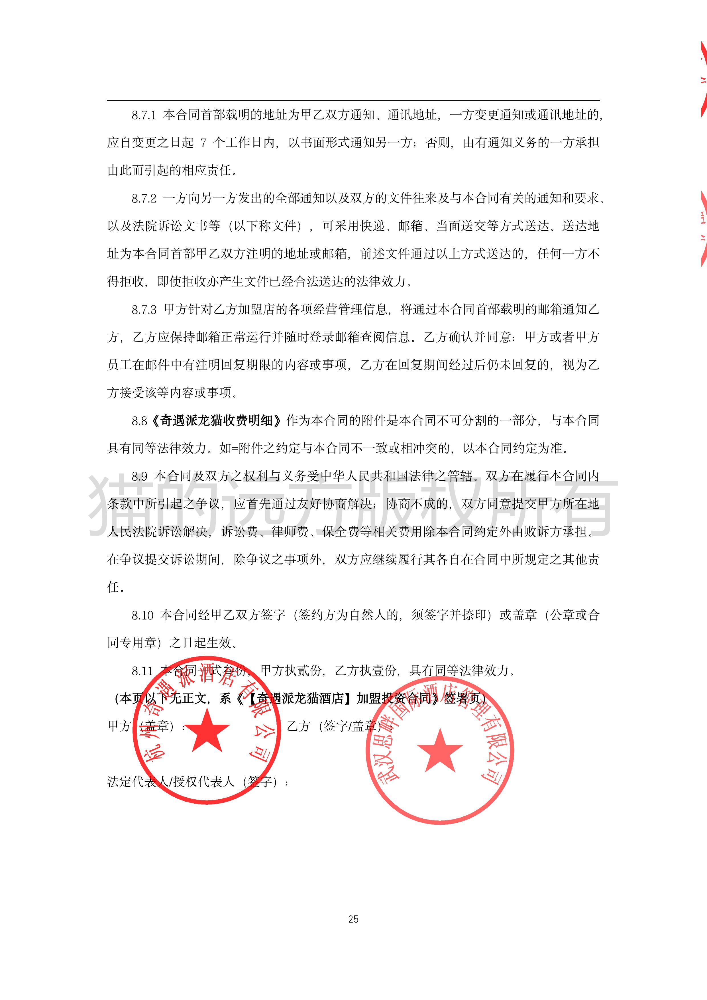 8.7.1 本合同首部载明的地址为甲乙双方通知、通讯地址，一方变更通知或通讯地址的，
应自变更之日起 7 个工作日内，以书面形式通知另一方；否则，由有通知义务的一方承担
由此而引起的相应责任。
8.7.2 一方向另一方发出的全部通知以及双方的文件往来及与本合同有关的通知和要求、
以及法院诉讼文书等（以下称文件），可采用快递、邮箱、当面送交等方式送达。送达地
址为本合同首部甲乙双方注明的地址或邮箱，前述文件通过以上方式送达的，任何一方不
得拒收，即使拒收亦产生文件已经合法送达的法律效力。
8.7.3 甲方针对乙方加盟店的各项经营管理信息，将通过本合同首部载明的邮箱通知乙
方，乙方应保持邮箱正常运行并随时登录邮箱查阅信息。乙方确认并同意：甲方或者甲方
员工在邮件中有注明回复期限的内容或事项，乙方在回复期间经过后仍未回复的，视为乙
方接受该等内容或事项。
8.8《奇遇派龙猫收费明细》作为本合同的附件是本合同不可分割的一部分，与本合同
具有同等法律效力。如=附件之约定与本合同不一致或相冲突的，以本合同约定为准。
猫的远方版权所有
8.9 本合同及双方之权利与义务受中华人民共和国法律之管辖。双方在履行本合同内
条款中所引起之争议，应首先通过友好协商解决；协商不成的，双方同意提交甲方所在地
人民法院诉讼解决，诉讼费、律师费、保全费等相关费用除本合同约定外由败诉方承担。
在争议提交诉讼期间，除争议之事项外，双方应继续履行其各自在合同中所规定之其他责
任。
8.10 本合同经甲乙双方签字（签约方为自然人的，须签字并捺印）或盖章（公章或合
同专用章）之日起生效。
8.11 本合同一式叁份，甲方执贰份，乙方执壹份，具有同等法律效力。
（本页以下无正文，系《【奇遇派龙猫酒店】加盟投资合同》签署页）
甲方（盖章）： 乙方（签字/盖章）：
杭州奇遇派酒店有限公司
武汉思畔国际酒店管理有限公司
法定代表人/授权代表人（签字）：
25